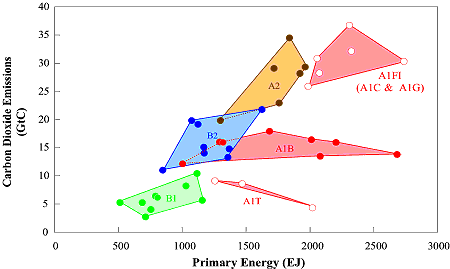 Carbon Dioxide Emissions
(GtC)
40
35
30
25
20
15
10
5
0
A2
A1FI
(A1C & A1G)
B2
A1B
B1
A1T
0
500
1000
1500
2000
2500
3000
Primary Energy (EJ)